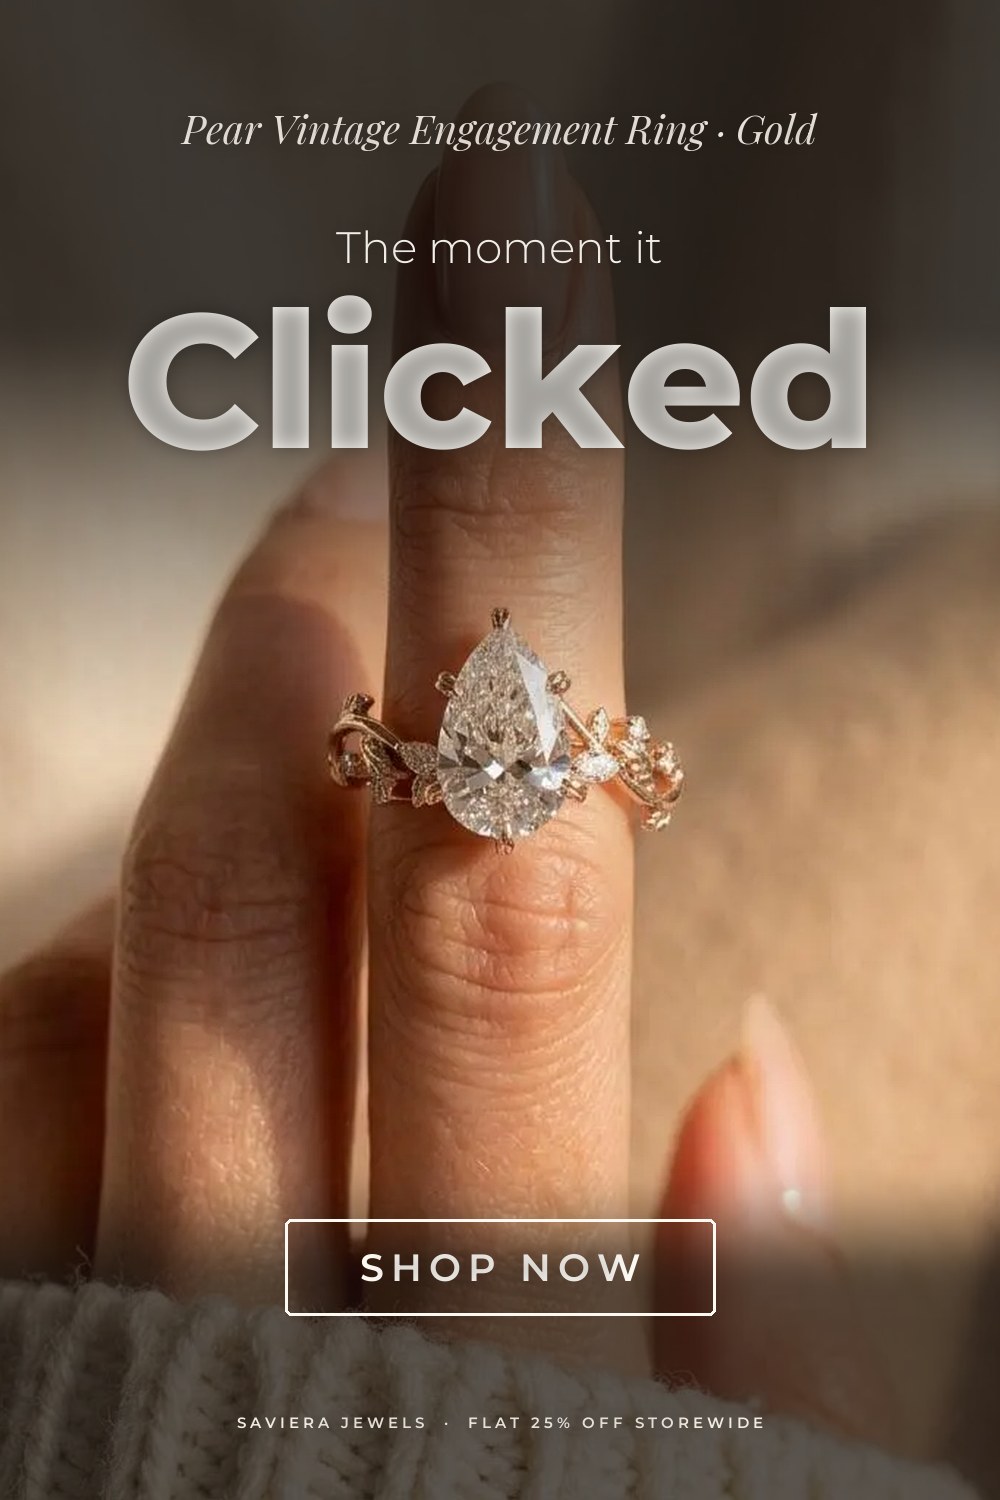 Pear Vintage Engagement Ring · Gold
The moment it
Clicked
SHOP NOW
SAVIERA JEWELS · FLAT 25% OFF STOREWIDE